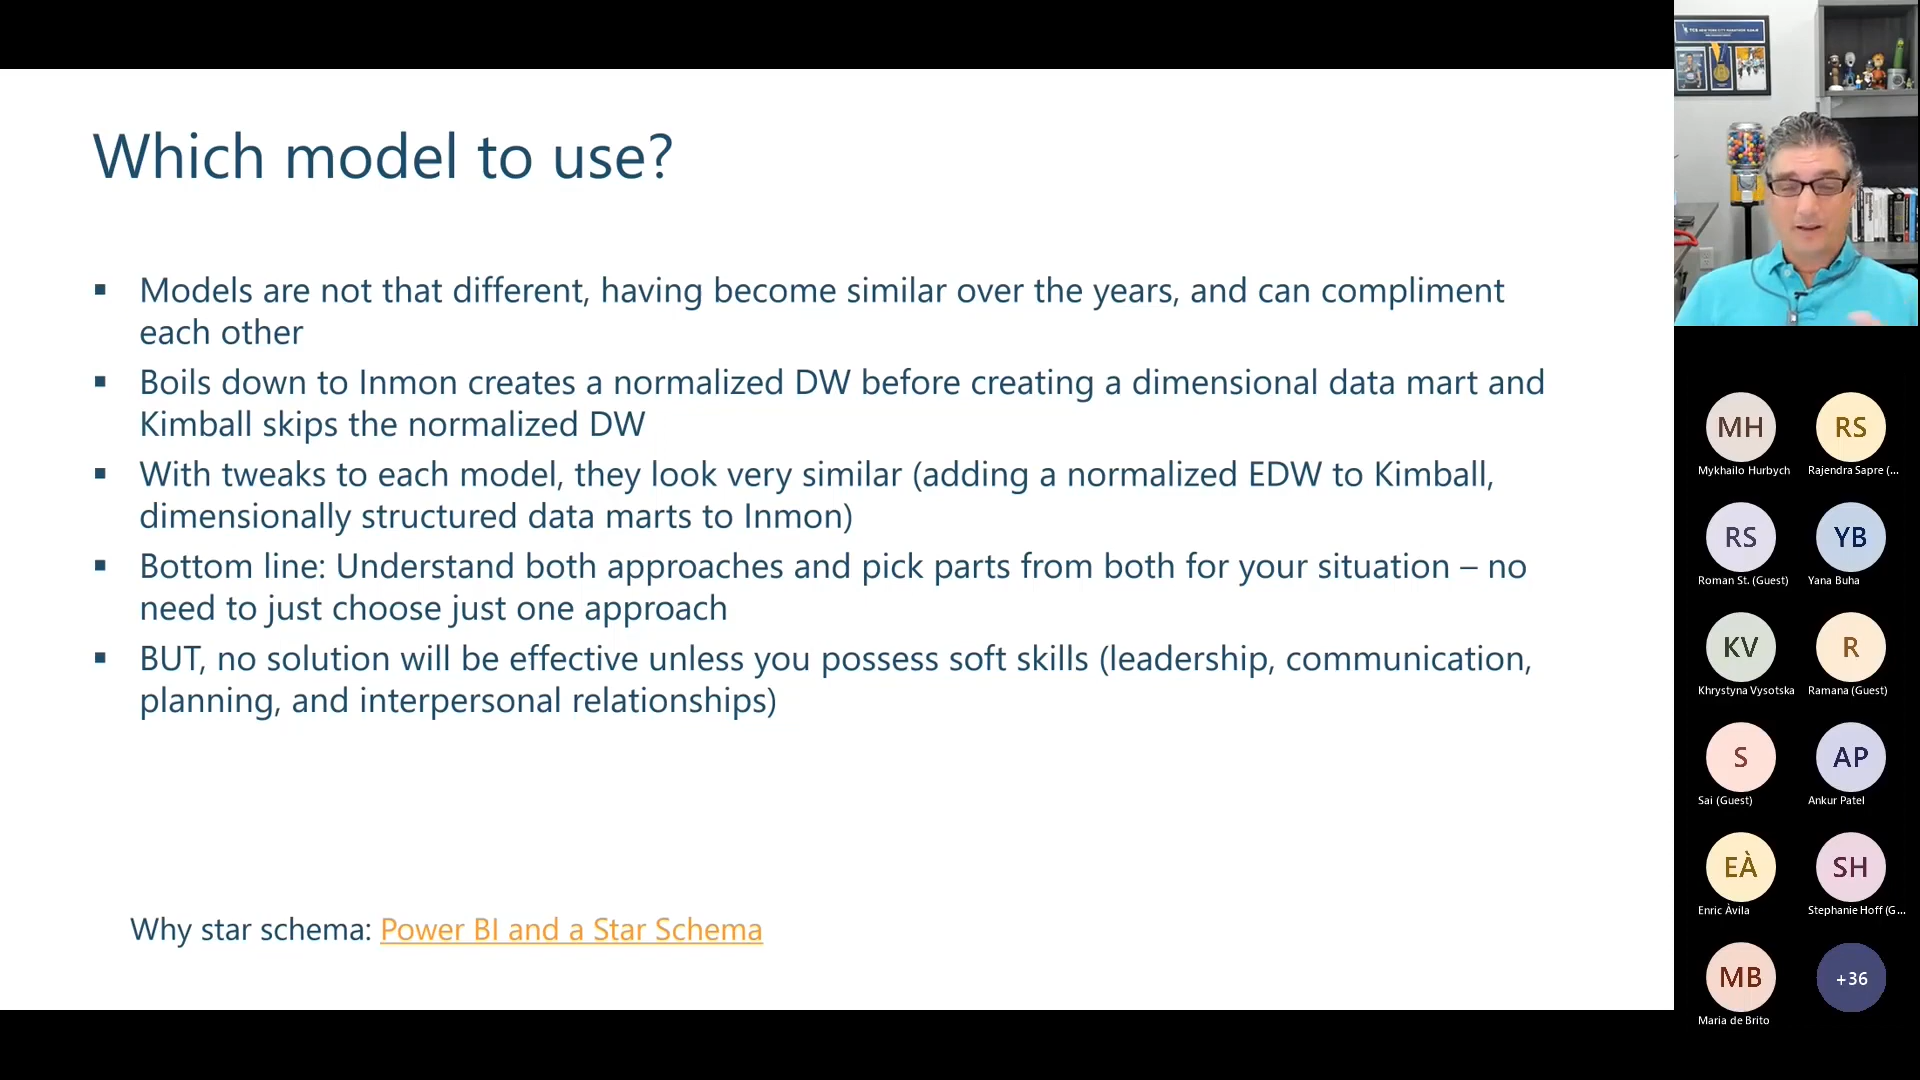 Which model to use?
▪ Models are not that different, having become similar over the years, and can compliment
each other
▪ Boils down to Inmon creates a normalized DW before creating a dimensional data mart and
Kimball skips the normalized DW
▪ With tweaks to each model, they look very similar (adding a normalized EDW to Kimball,
dimensionally structured data marts to Inmon)
▪ Bottom line: Understand both approaches and pick parts from both for your situation – no
need to just choose just one approach
▪ BUT, no solution will be effective unless you possess soft skills (leadership, communication,
planning, and interpersonal relationships)
Why star schema: Power BI and a Star Schema
MH
Mykhailo Hurbych
RS
Rajendra Sapre (...
RS
Roman St. (Guest)
YB
Yana Buha
KV
Khrystyna Vysotska
R
Ramana (Guest)
S
Sai (Guest)
AP
Ankur Patel
EÀ
Enric Àvila
SH
Stephanie Hoff (G...
MB
Maria de Brito
+36